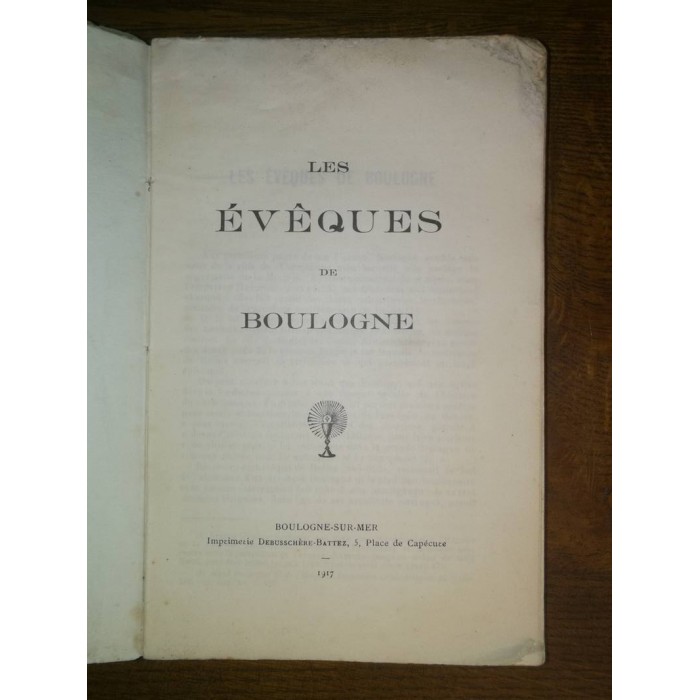 LES
ÉVÊQUES
DE
BOULOGNE
BOULOGNE-SUR-MER
Imprimerie DEBUSSCHÈRE-BATTEZ, 5, Place de Capécure
—
1917